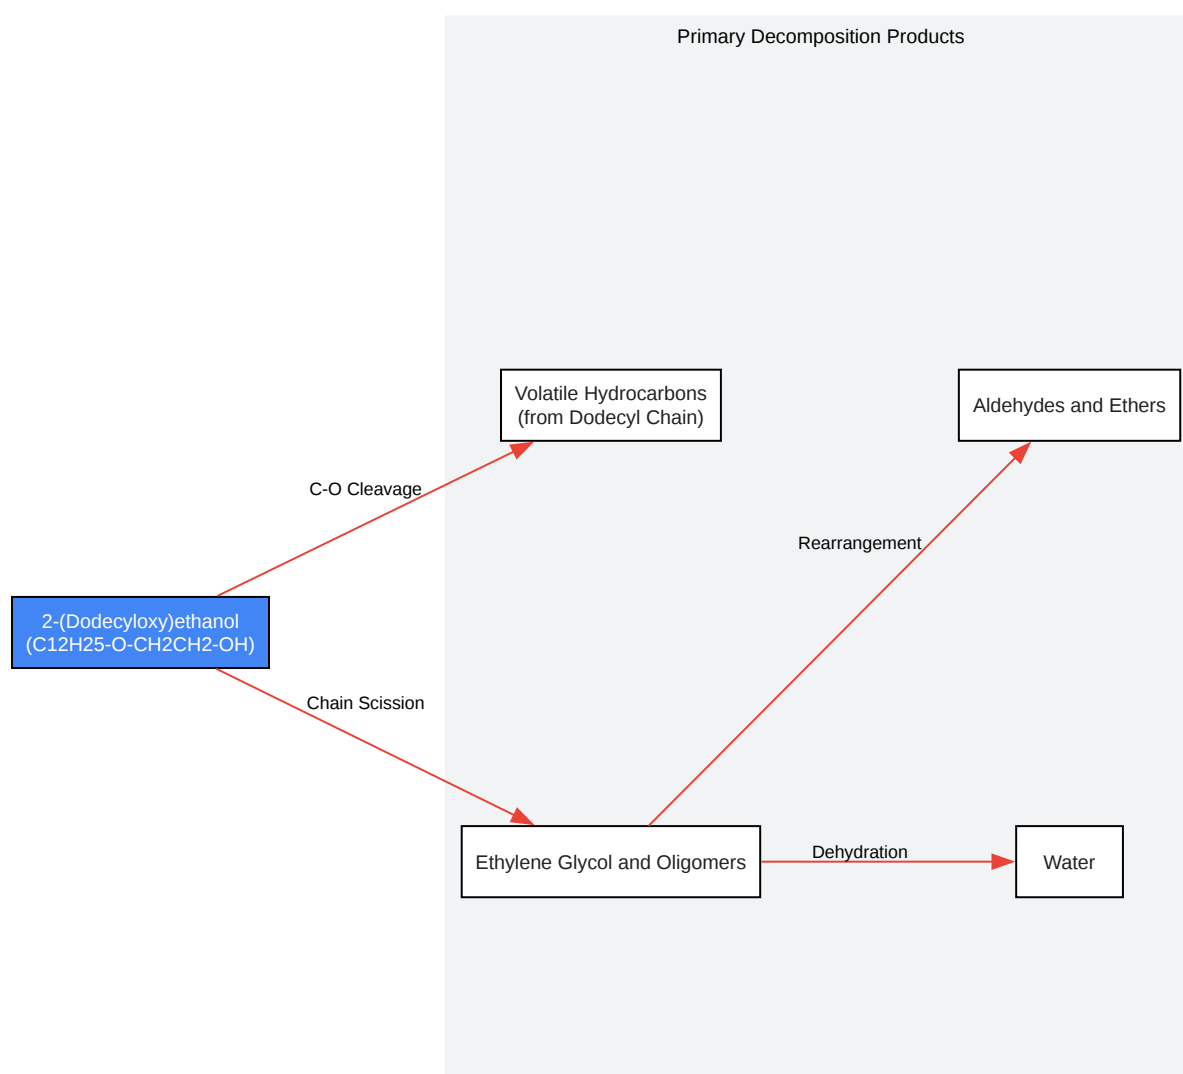 Primary Decomposition Products
Volatile Hydrocarbons
(from Dodecyl Chain)
Aldehydes and Ethers
C-O Cleavage
Rearrangement
2-(Dodecyloxy)ethanol
(C12H25-O-CH2CH2-OH)
Chain Scission
Ethylene Glycol and Oligomers
Dehydration
Water